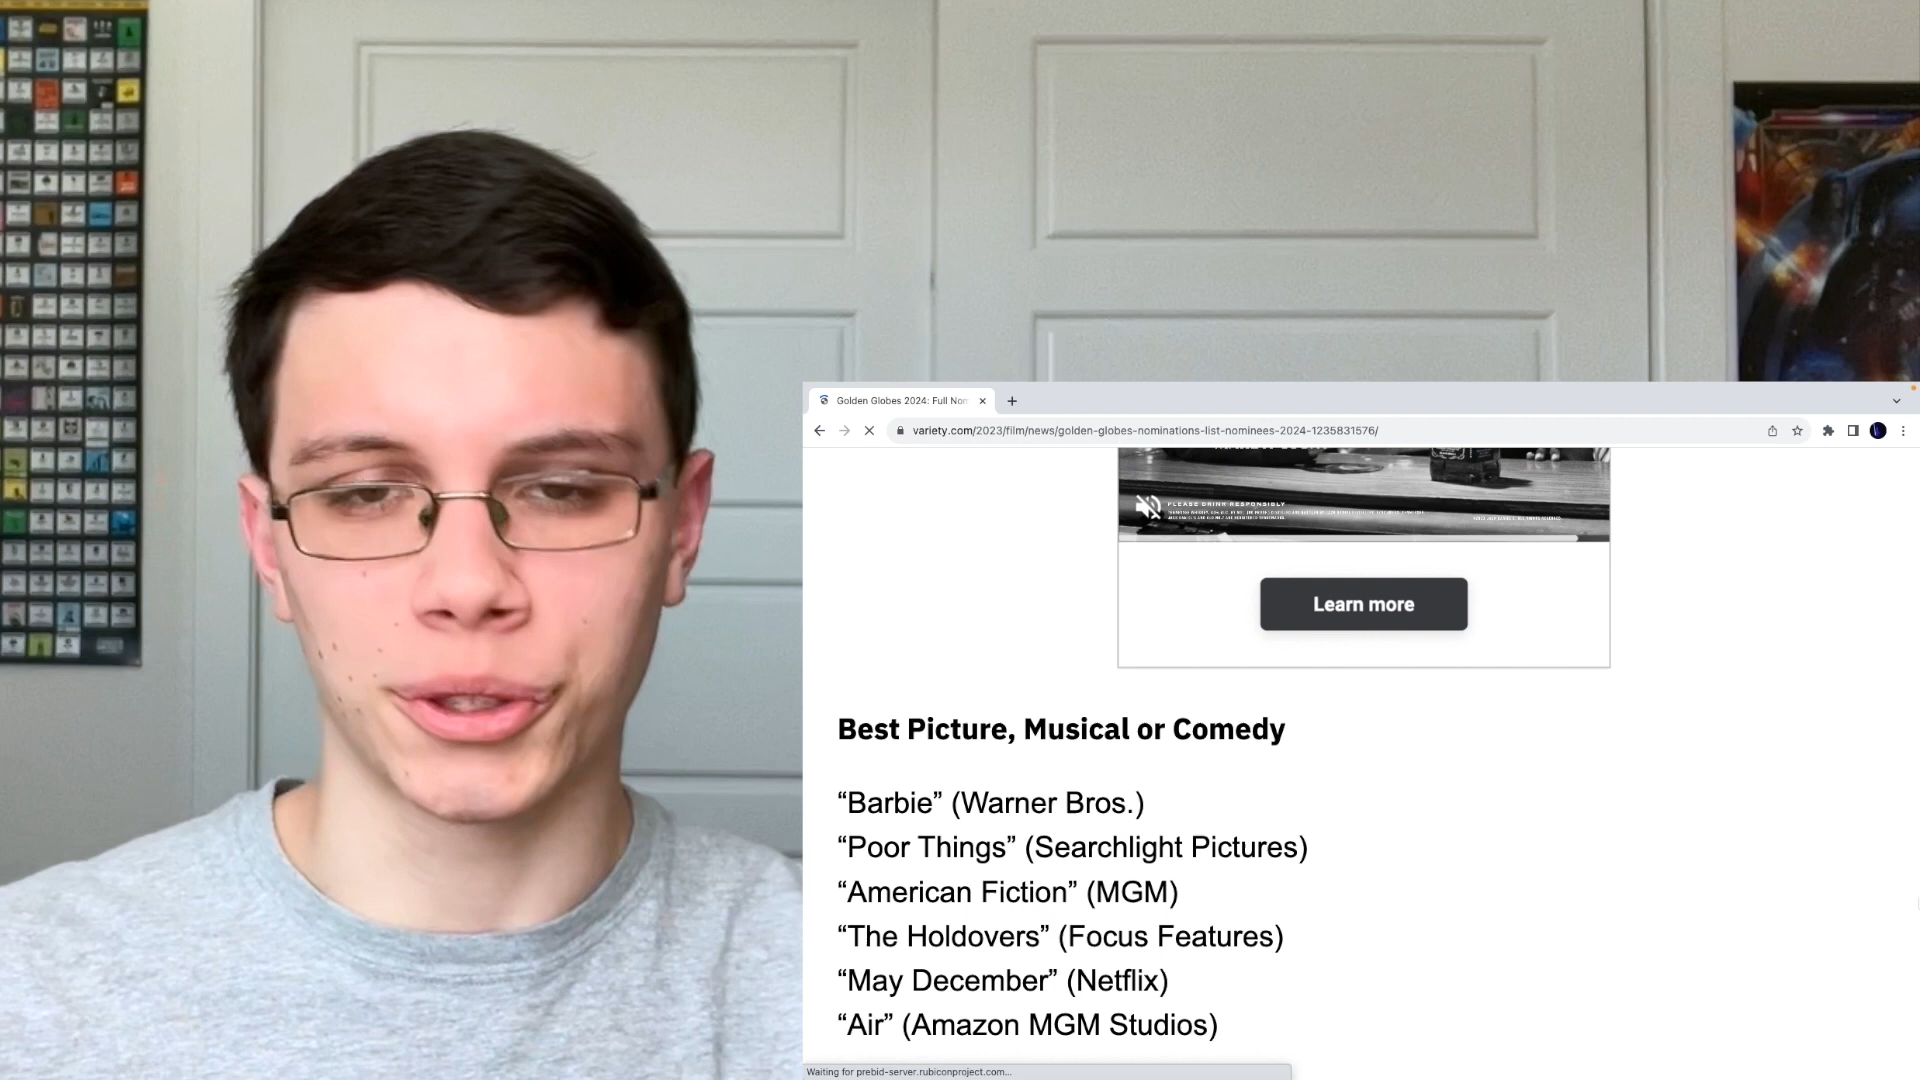 Golden Globes 2024: Full Nom
variety.com/2023/film/news/golden-globes-nominations-list-nominees-2024-1235831576/
PLEASE DRINK RESPONSIBLY
Learn more
Best Picture, Musical or Comedy
“Barbie” (Warner Bros.)
“Poor Things” (Searchlight Pictures)
“American Fiction” (MGM)
“The Holdovers” (Focus Features)
“May December” (Netflix)
“Air” (Amazon MGM Studios)
Waiting for prebid-server.rubiconproject.com...